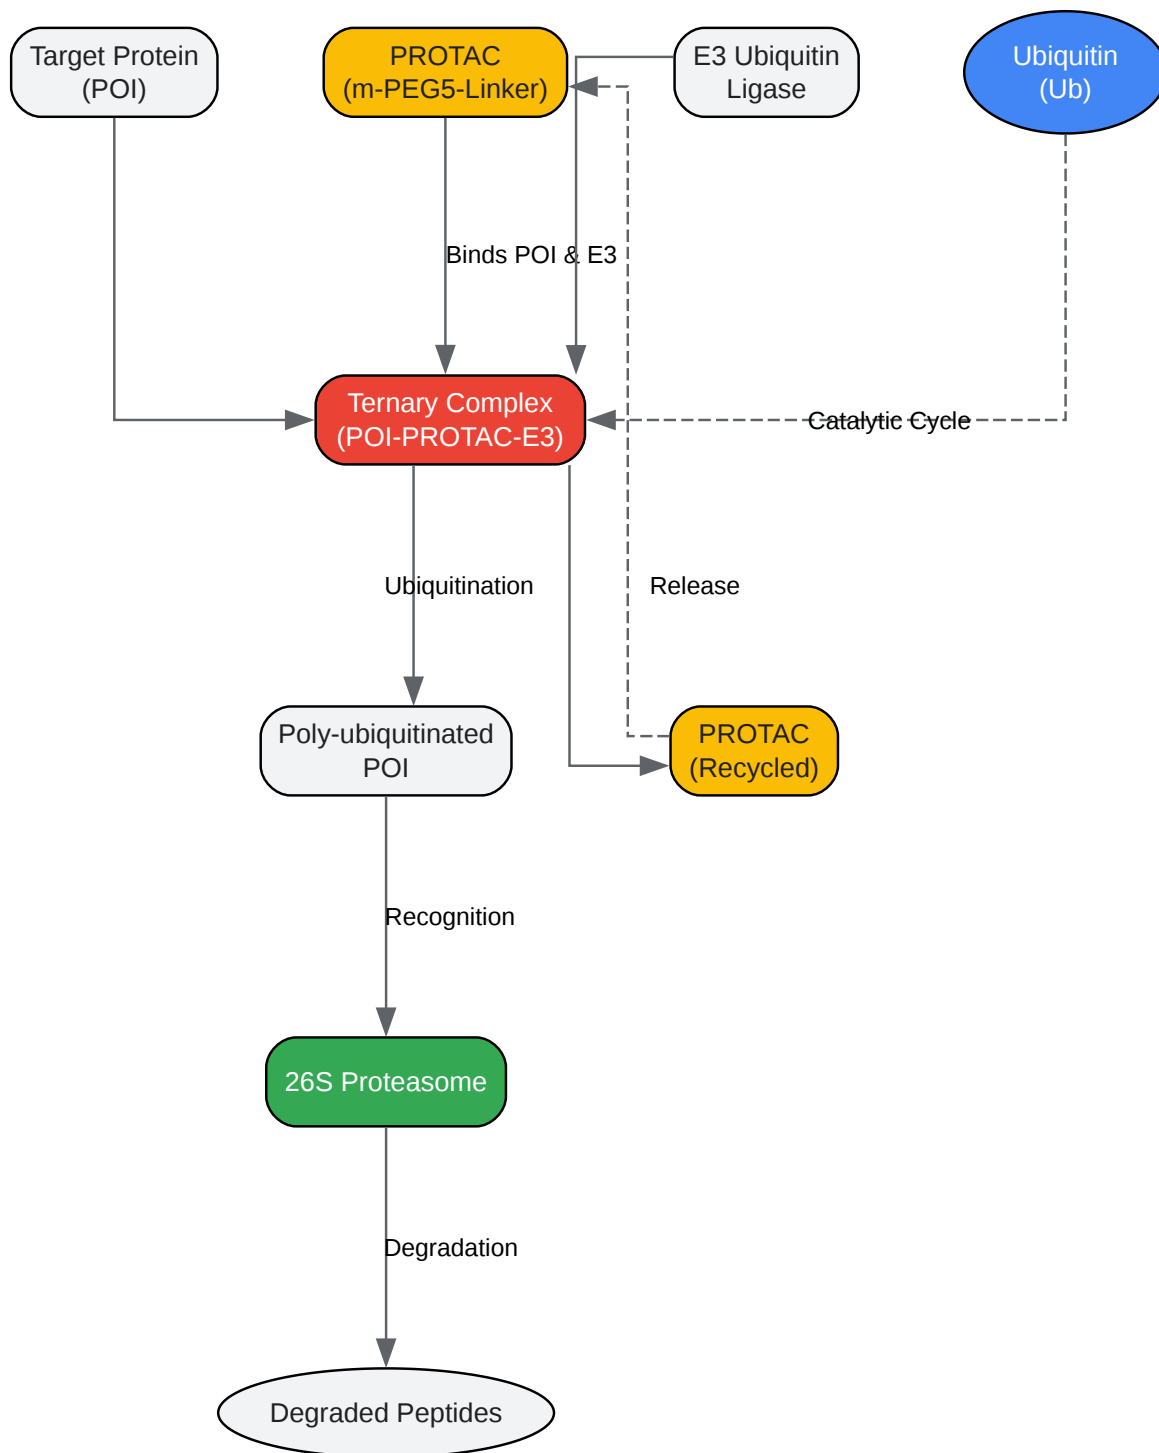 Target Protein
(POI)
PROTAC
(m-PEG5-Linker)
E3 Ubiquitin
Ligase
Ubiquitin
(Ub)
Binds POI & E3
Ternary Complex
(POI-PROTAC-E3)
Catalytic Cycle
Ubiquitination
Release
Poly-ubiquitinated
POI
PROTAC
(Recycled)
Recognition
26S Proteasome
Degradation
Degraded Peptides